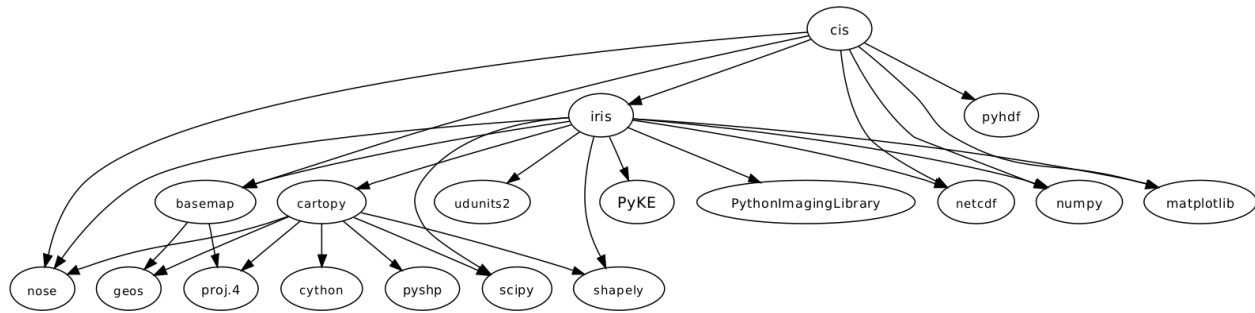 cis
iris
pyhdf
basemap
cartopy
udunits2
PyKE
PythonImagingLibrary
netcdf
numpy
matplotlib
nose
geos
proj.4
cython
pyshp
scipy
shapely